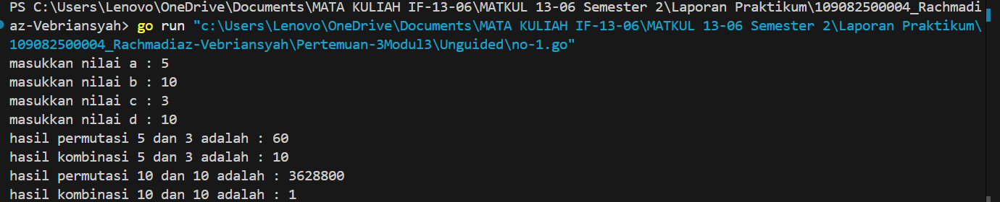 PS C:\Users\Lenovo\OneDrive\Documents\MATA KULIAH IF-13-06\MATKUL 13-06 Semester 2\Laporan Praktikum\109082500004_Rachmadi
az-Vebriansyah> go run "c:\Users\Lenovo\OneDrive\Documents\MATA KULIAH IF-13-06\MATKUL 13-06 Semester 2\Laporan Praktikum\
109082500004_Rachmadiaz-Vebriansyah\Pertemuan-3Modul3\Unguided\no-1.go"
masukkan nilai a : 5
masukkan nilai b : 10
masukkan nilai c : 3
masukkan nilai d : 10
hasil permutasi 5 dan 3 adalah : 60
hasil kombinasi 5 dan 3 adalah : 10
hasil permutasi 10 dan 10 adalah : 3628800
hasil kombinasi 10 dan 10 adalah : 1